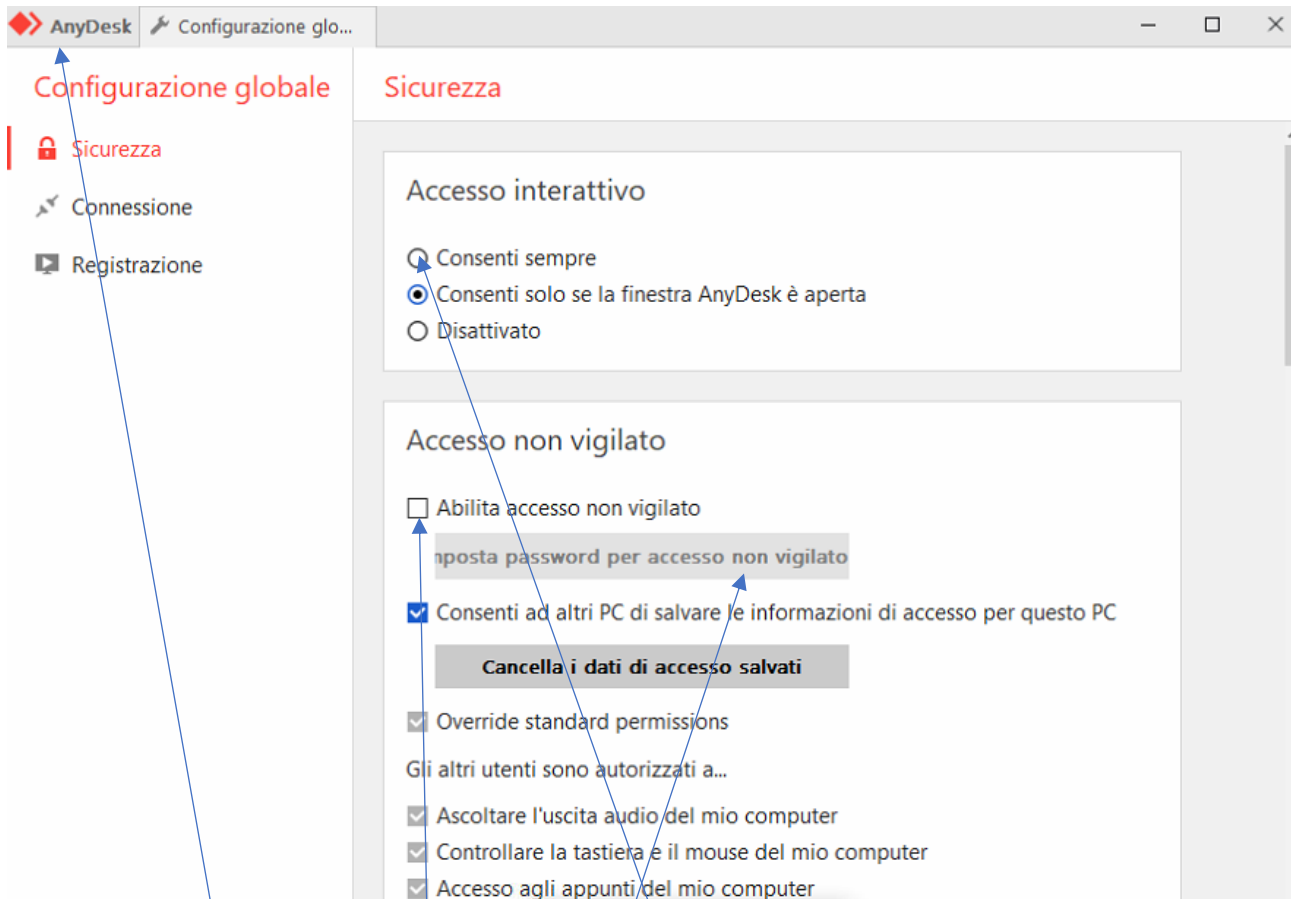 AnyDesk
Configurazione glo...
Configurazione globale
Sicurezza
Connessione
Registrazione
Sicurezza
Accesso interattivo
Consenti sempre
Consenti solo se la finestra AnyDesk è aperta
Disattivato
Accesso non vigilato
Abilita accesso non vigilato
mposta password per accesso non vigilato
Consenti ad altri PC di salvare le informazioni di accesso per questo PC
Cancella i dati di accesso salvati
Override standard permissions
Gli altri utenti sono autorizzati a...
Ascoltare l'uscita audio del mio computer
Controllare la tastiera e il mouse del mio computer
Accesso agli appunti del mio computer